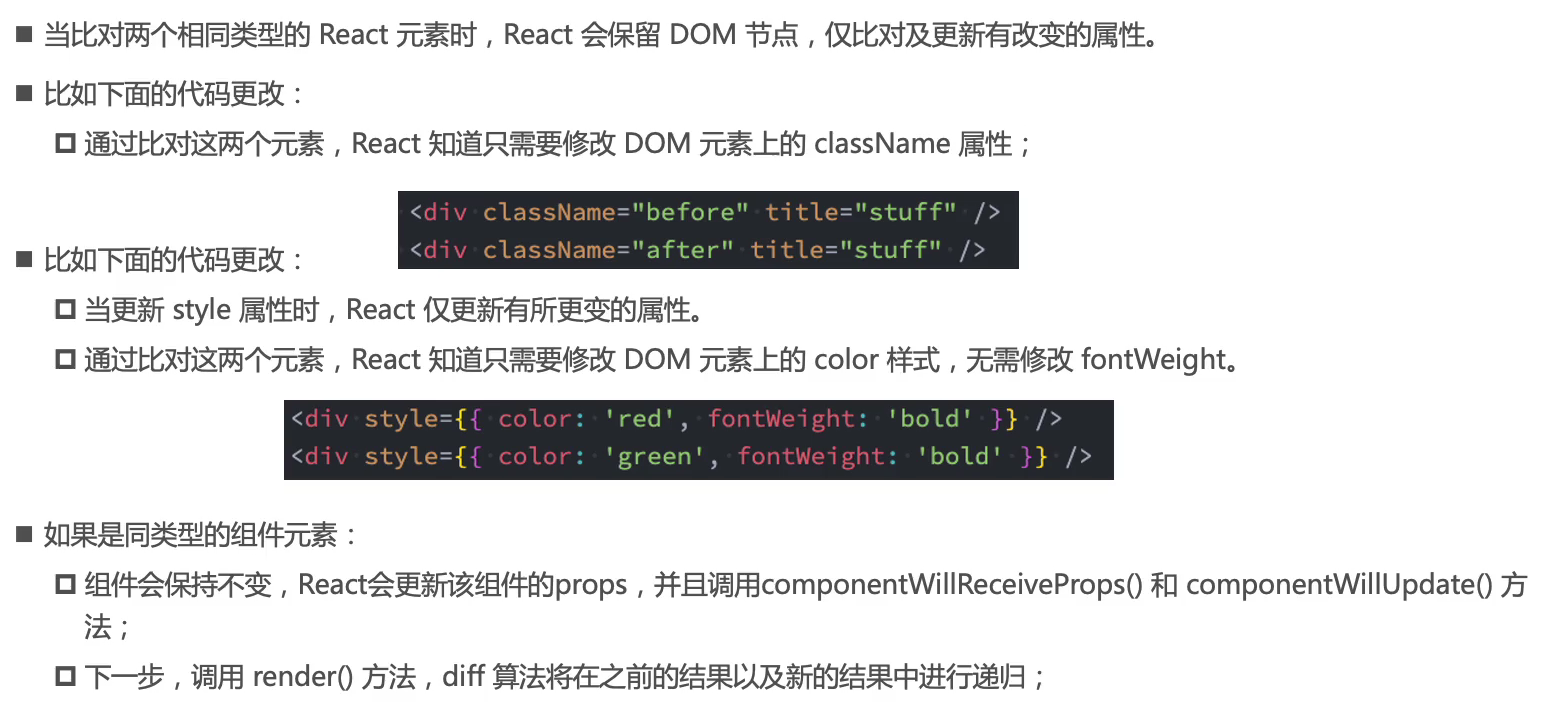 ■ 当比对两个相同类型的 React 元素时，React 会保留 DOM 节点，仅比对及更新有改变的属性。
■ 比如下面的代码更改：
通过比对这两个元素，React 知道只需要修改 DOM 元素上的 className 属性；
<div className="before" title="stuff" />
<div className="after" title="stuff" />
■ 比如下面的代码更改：
当更新 style 属性时，React 仅更新有所更变的属性。
通过比对这两个元素，React 知道只需要修改 DOM 元素上的 color 样式，无需修改 fontWeight。
<div style={{ color: 'red', fontWeight: 'bold' }} />
<div style={{ color: 'green', fontWeight: 'bold' }} />
■ 如果是同类型的组件元素：
组件会保持不变，React会更新该组件的props，并且调用componentWillReceiveProps() 和 componentWillUpdate() 方
法；
下一步，调用 render() 方法，diff 算法将在之前的结果以及新的结果中进行递归；